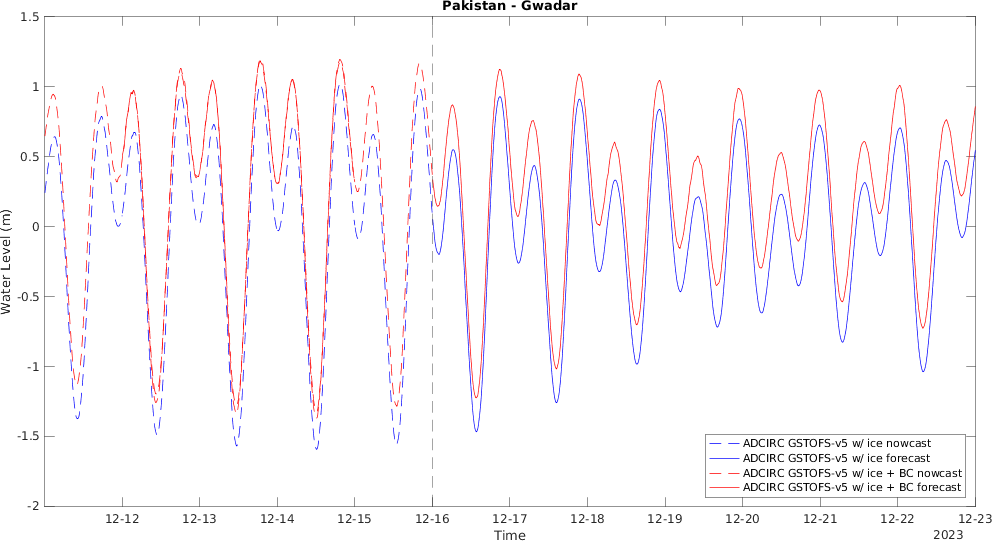 Pakistan - Gwadar
1.5
1
0.5
0
-0.5
-1
-1.5
-2
Water Level (m)
ADCIRC GSTOFS-v5 w/ ice nowcast
ADCIRC GSTOFS-v5 w/ ice forecast
ADCIRC GSTOFS-v5 w/ ice + BC nowcast
ADCIRC GSTOFS-v5 w/ ice + BC forecast
12-12 12-13 12-14 12-15 12-16 12-17 12-18 12-19 12-20 12-21 12-22 12-23
Time
2023